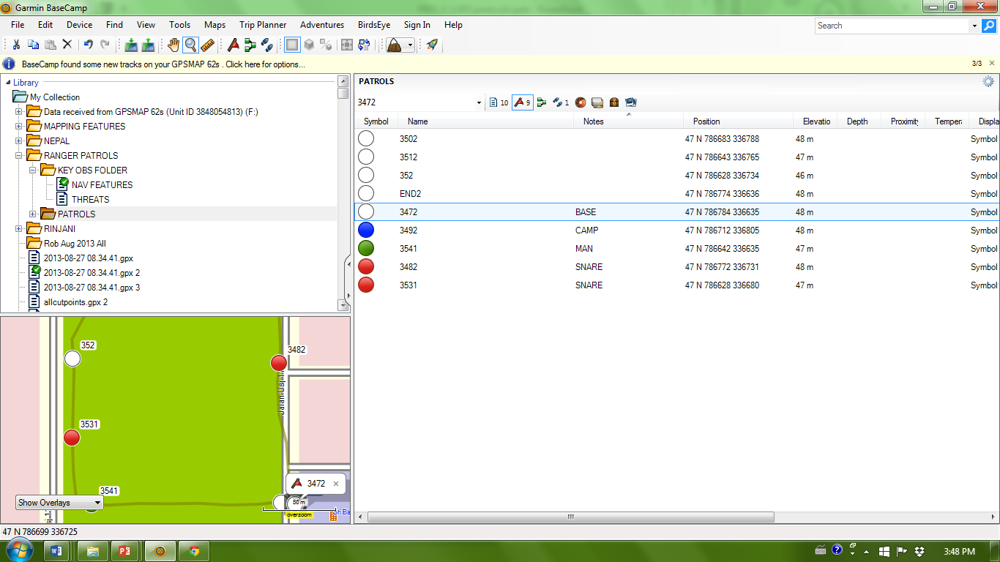 Garmin BaseCamp
File Edit Device Find View Tools Maps Trip Planner Adventures BirdsEye Sign In Help
Search
BaseCamp found some new tracks on your GPSMAP 62s . Click here for options...
3/3
Library
My Collection
Data received from GPSMAP 62s (Unit ID 3848054813) (F:)
MAPPING FEATURES
NEPAL
RANGER PATROLS
KEY OBS FOLDER
NAV FEATURES
THREATS
PATROLS
RINJANI
Rob Aug 2013 All
2013-08-27 08.34.41.gpx
2013-08-27 08.34.41.gpx 2
2013-08-27 08.34.41.gpx 3
allcutpoints.gpx 2
PATROLS
3472
10 9 1
Symbol Name Notes Position Elevatio Depth Proximity Tempera Displa
3502 47 N 786683 336788 48 m Symbol
3512 47 N 786643 336765 47 m Symbol
352 47 N 786628 336734 46 m Symbol
END2 47 N 786774 336636 48 m Symbol
3472 BASE 47 N 786784 336635 48 m Symbol
3492 CAMP 47 N 786712 336805 48 m Symbol
3541 MAN 47 N 786642 336635 47 m Symbol
3482 SNARE 47 N 786772 336731 48 m Symbol
3531 SNARE 47 N 786628 336680 47 m Symbol
352
3482
3531
3541
3472
Show Overlays
50 m
overzoom
Sri Ba
47 N 786699 336725
3:48 PM